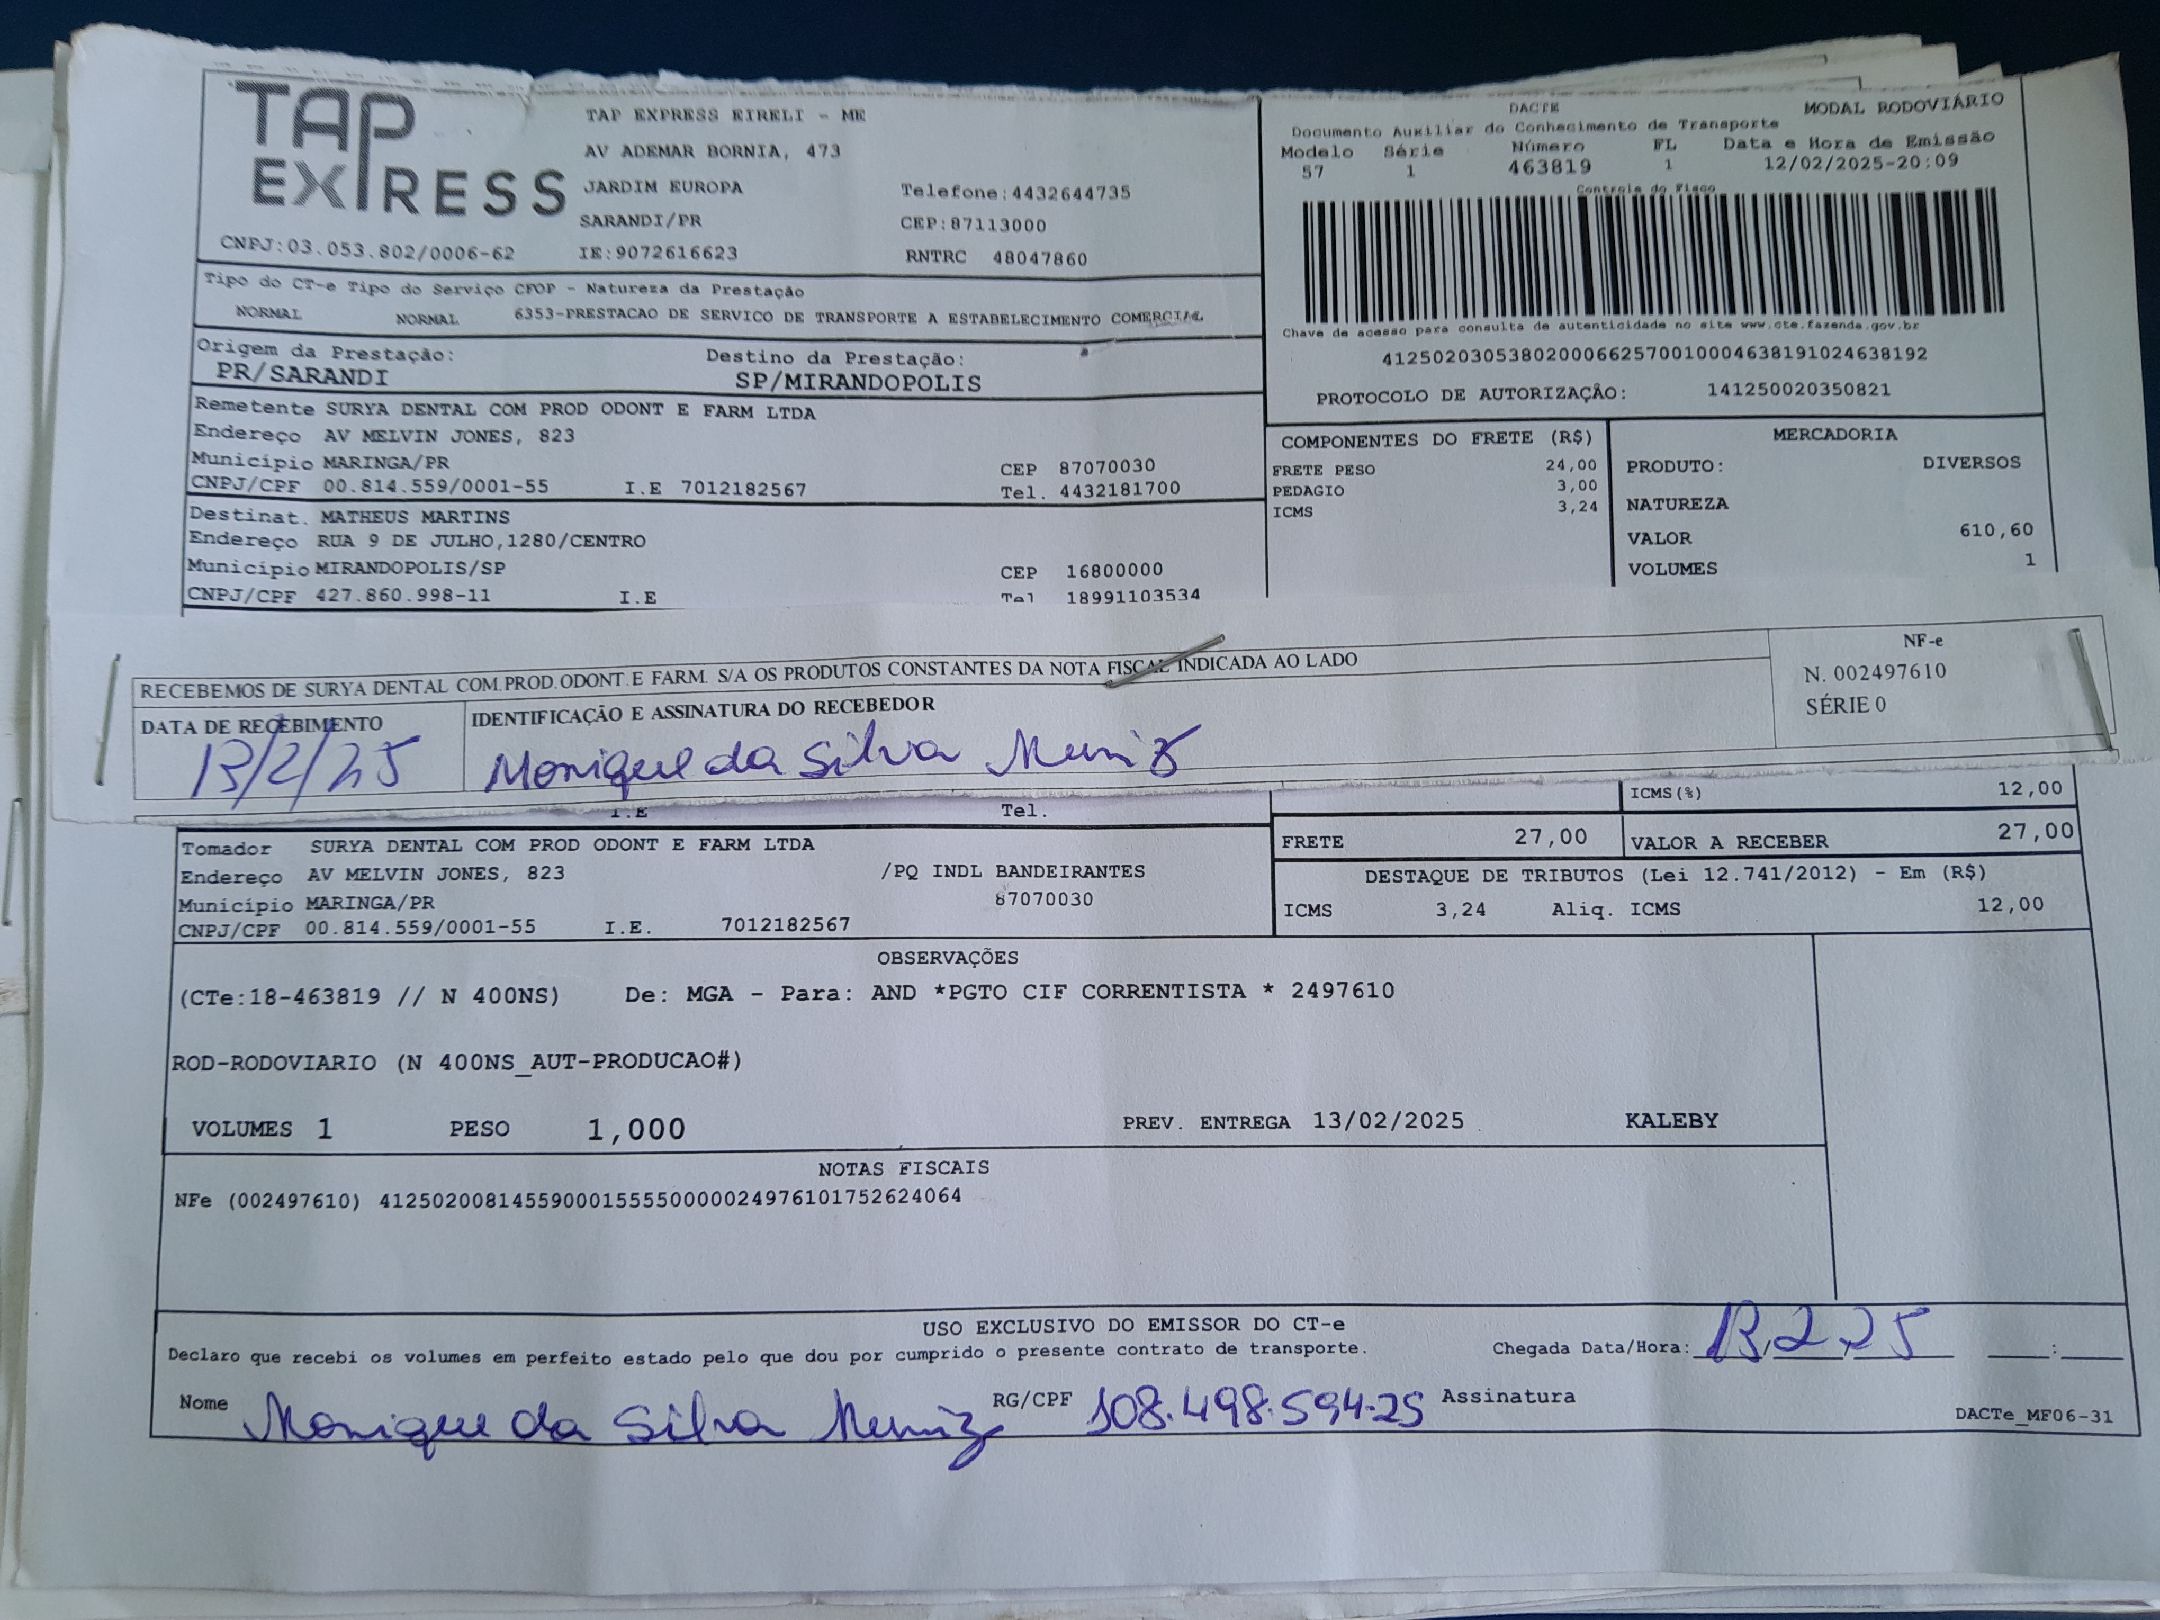 TAP EXPRESS
TAP EXPRESS EIRELI - ME
AV ADEMAR BORNIA, 473
JARDIM EUROPA Telefone:4432644735
SARANDI/PR CEP:87113000
CNPJ:03.053.802/0006-62 IE:9072616623 RNTRC 48047860
DACTE MODAL RODOVIÁRIO
Documento Auxiliar do Conhecimento de Transporte
Modelo Série Número FL Data e Hora de Emissão
57 1 463819 1 12/02/2025-20:09
Controle do Fisco
Chave de acesso para consulta de autenticidade no site www.cte.fazenda.gov.br
41250203053802000662570010004638191024638192
PROTOCOLO DE AUTORIZAÇÃO: 141250020350821
Tipo do CT-e Tipo do Serviço CFOP - Natureza da Prestação
NORMAL NORMAL 6353-PRESTACAO DE SERVICO DE TRANSPORTE A ESTABELECIMENTO COMERCIAL
Origem da Prestação: Destino da Prestação:
PR/SARANDI SP/MIRANDOPOLIS
Remetente SURYA DENTAL COM PROD ODONT E FARM LTDA
Endereço AV MELVIN JONES, 823
Município MARINGA/PR CEP 87070030
CNPJ/CPF 00.814.559/0001-55 I.E 7012182567 Tel. 4432181700
Destinat. MATHEUS MARTINS
Endereço RUA 9 DE JULHO,1280/CENTRO
Município MIRANDOPOLIS/SP CEP 16800000
CNPJ/CPF 427.860.998-11 I.E Tel 18991103534
COMPONENTES DO FRETE (R$)
FRETE PESO 24,00
PEDAGIO 3,00
ICMS 3,24
MERCADORIA
PRODUTO: DIVERSOS
NATUREZA
VALOR 610,60
VOLUMES 1
RECEBEMOS DE SURYA DENTAL COM.PROD.ODONT.E FARM. S/A OS PRODUTOS CONSTANTES DA NOTA FISCAL INDICADA AO LADO
DATA DE RECEBIMENTO IDENTIFICAÇÃO E ASSINATURA DO RECEBEDOR
13/2/25 Monique da Silva Muniz
NF-e
N. 002497610
SÉRIE 0
I.E Tel.
ICMS(%) 12,00
FRETE 27,00 VALOR A RECEBER 27,00
Tomador SURYA DENTAL COM PROD ODONT E FARM LTDA
Endereço AV MELVIN JONES, 823 /PQ INDL BANDEIRANTES
Município MARINGA/PR 87070030
CNPJ/CPF 00.814.559/0001-55 I.E. 7012182567
DESTAQUE DE TRIBUTOS (Lei 12.741/2012) - Em (R$)
ICMS 3,24 Aliq. ICMS 12,00
OBSERVAÇÕES
(CTe:18-463819 // N 400NS) De: MGA - Para: AND *PGTO CIF CORRENTISTA * 2497610
ROD-RODOVIARIO (N 400NS_AUT-PRODUCAO#)
VOLUMES 1 PESO 1,000 PREV. ENTREGA 13/02/2025 KALEBY
NOTAS FISCAIS
NFe (002497610) 41250200814559000155550000024976101752624064
USO EXCLUSIVO DO EMISSOR DO CT-e
Declaro que recebi os volumes em perfeito estado pelo que dou por cumprido o presente contrato de transporte. Chegada Data/Hora: 13/2/25 :
Nome Monique da Silva Muniz RG/CPF 108.498.594-25 Assinatura
DACTe_MF06-31